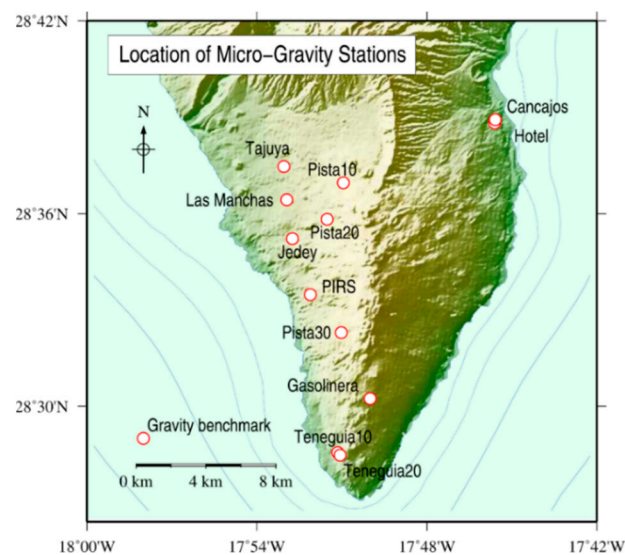 28°42'N
Location of Micro-Gravity Stations
Cancajos
N
Hotel
Tajuya
Pista10
Las Manchas
28°36'N
Pista20
Jedey
PIRS
Pista30
Gasolinera
28°30'N
Gravity benchmark
Teneguia10
Teneguia20
0 km 4 km 8 km
18°00'W 17°54'W 17°48'W 17°42'W